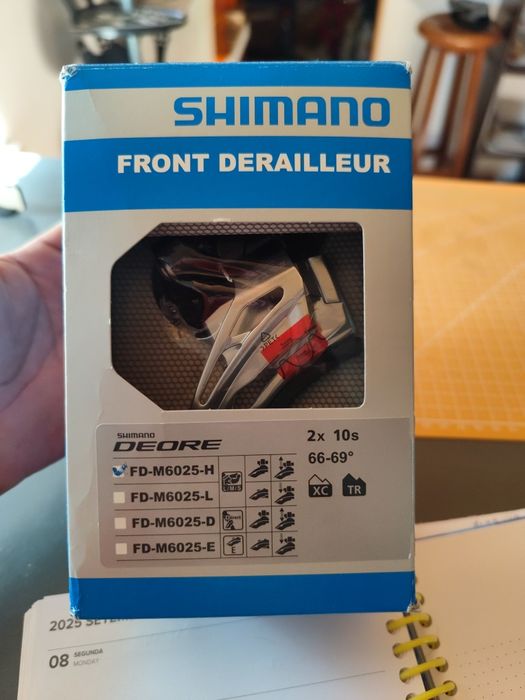 SHIMANO
FRONT DERAILLEUR
SHIMANO
DEORE
2x 10s
66-69°
FD-M6025-H
FD-M6025-L
FD-M6025-D
FD-M6025-E
E
XC TR
2025
08 SEGUNDA
MONDAY